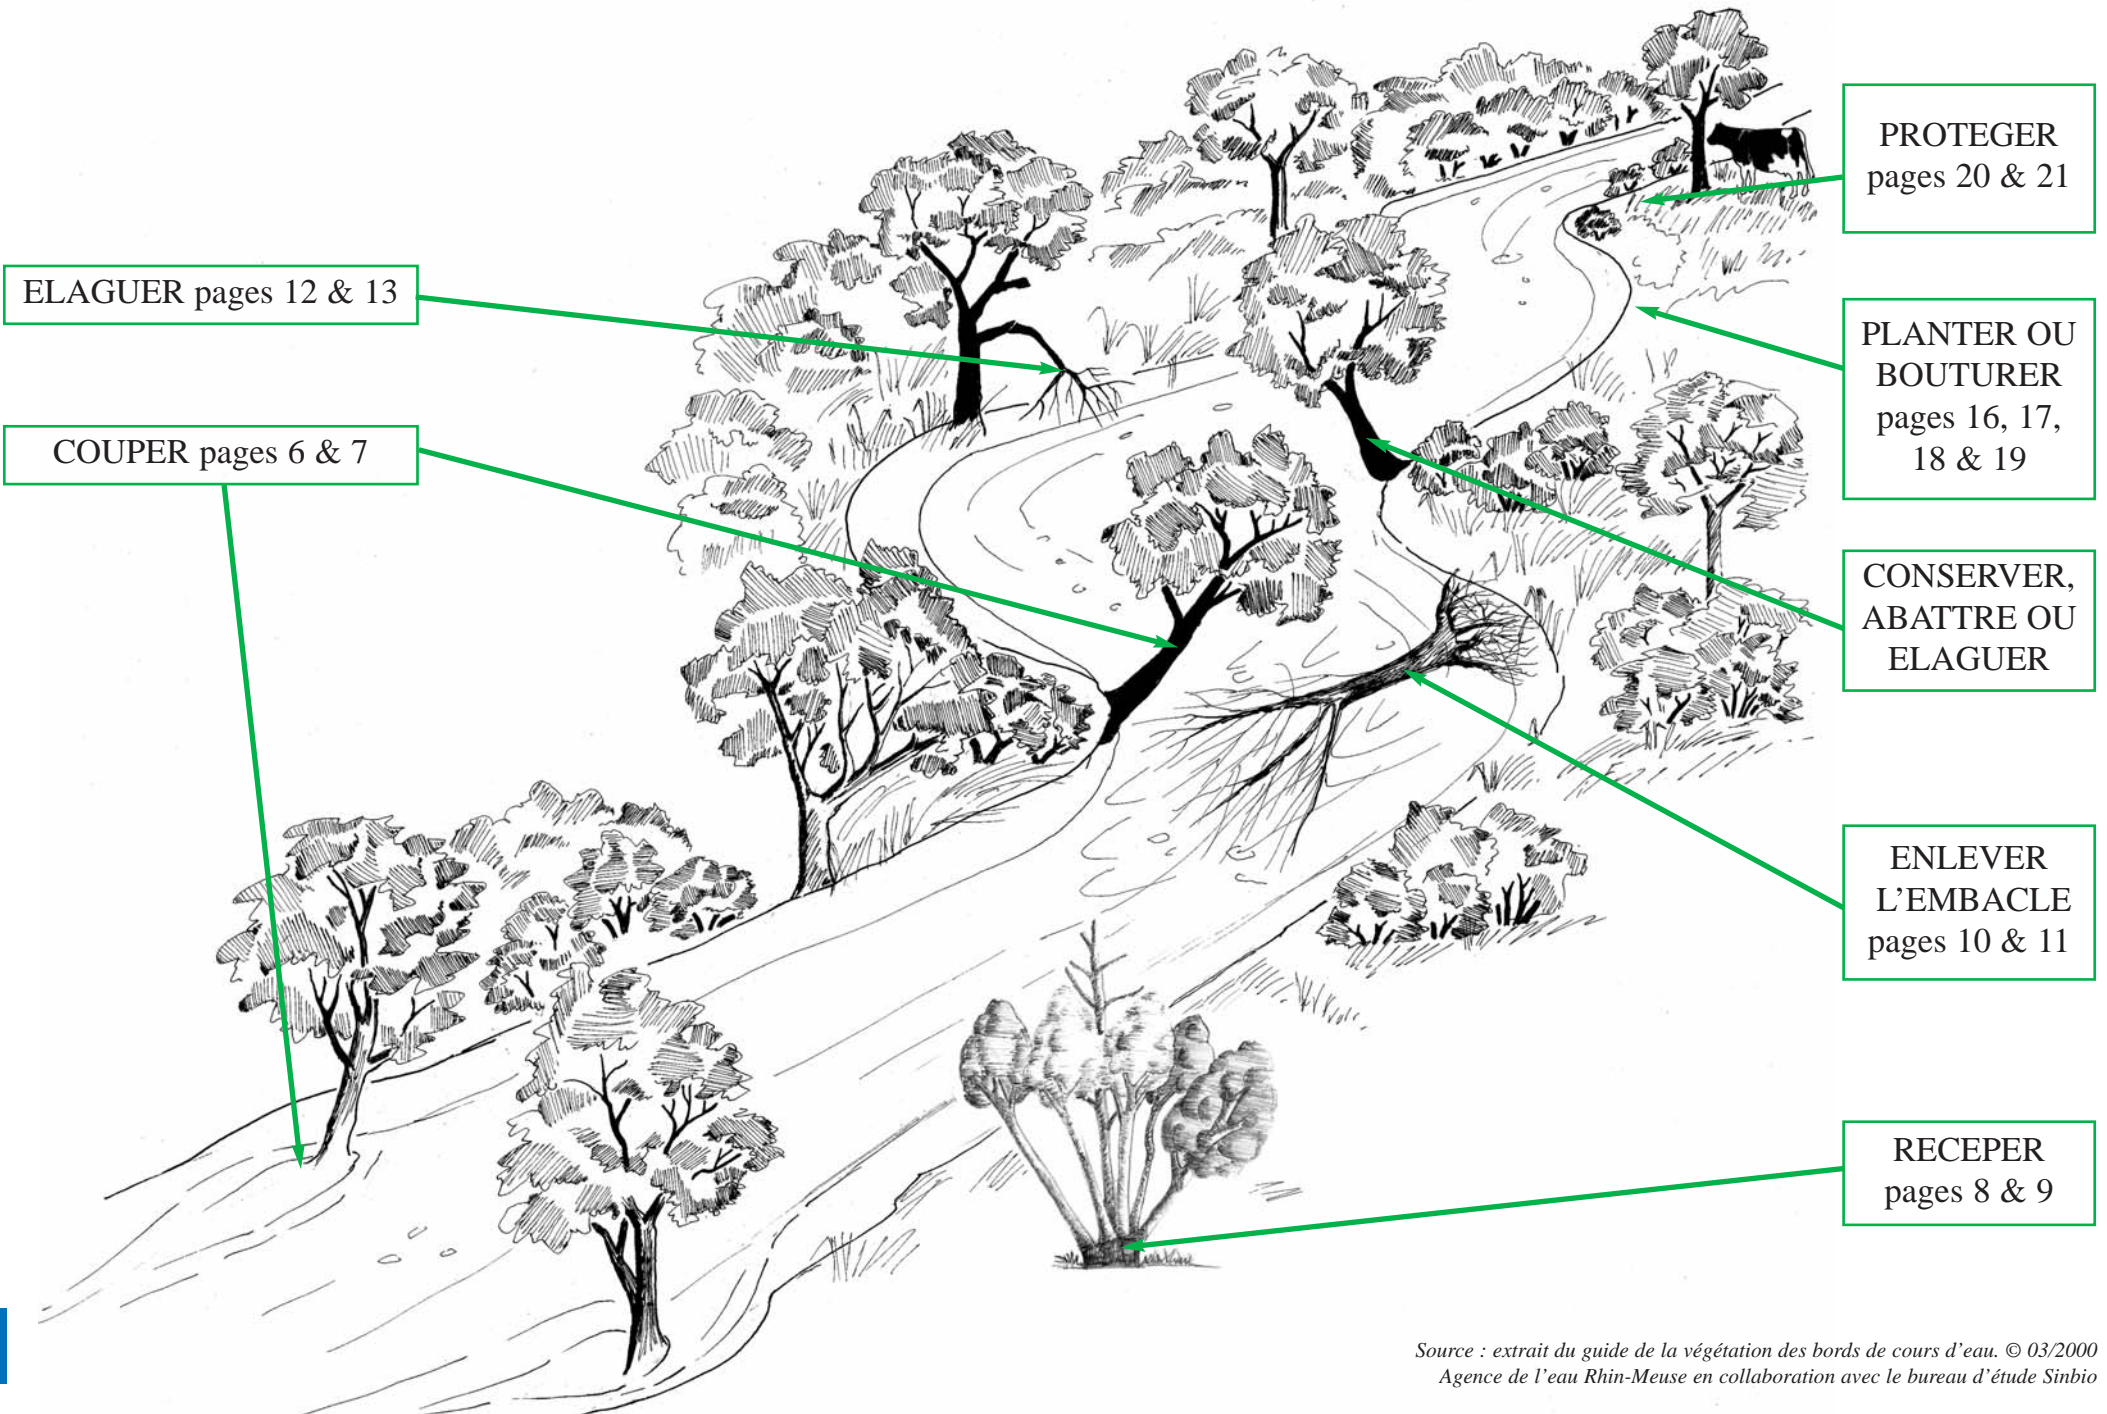 PROTEGER
pages 20 & 21
ELAGUER pages 12 & 13
PLANTER OU
BOUTURER
pages 16, 17,
18 & 19
COUPER pages 6 & 7
CONSERVER,
ABATTRE OU
ELAGUER
ENLEVER
L’EMBACLE
pages 10 & 11
RECEPER
pages 8 & 9
Source : extrait du guide de la végétation des bords de cours d’eau. © 03/2000
Agence de l’eau Rhin-Meuse en collaboration avec le bureau d’étude Sinbio